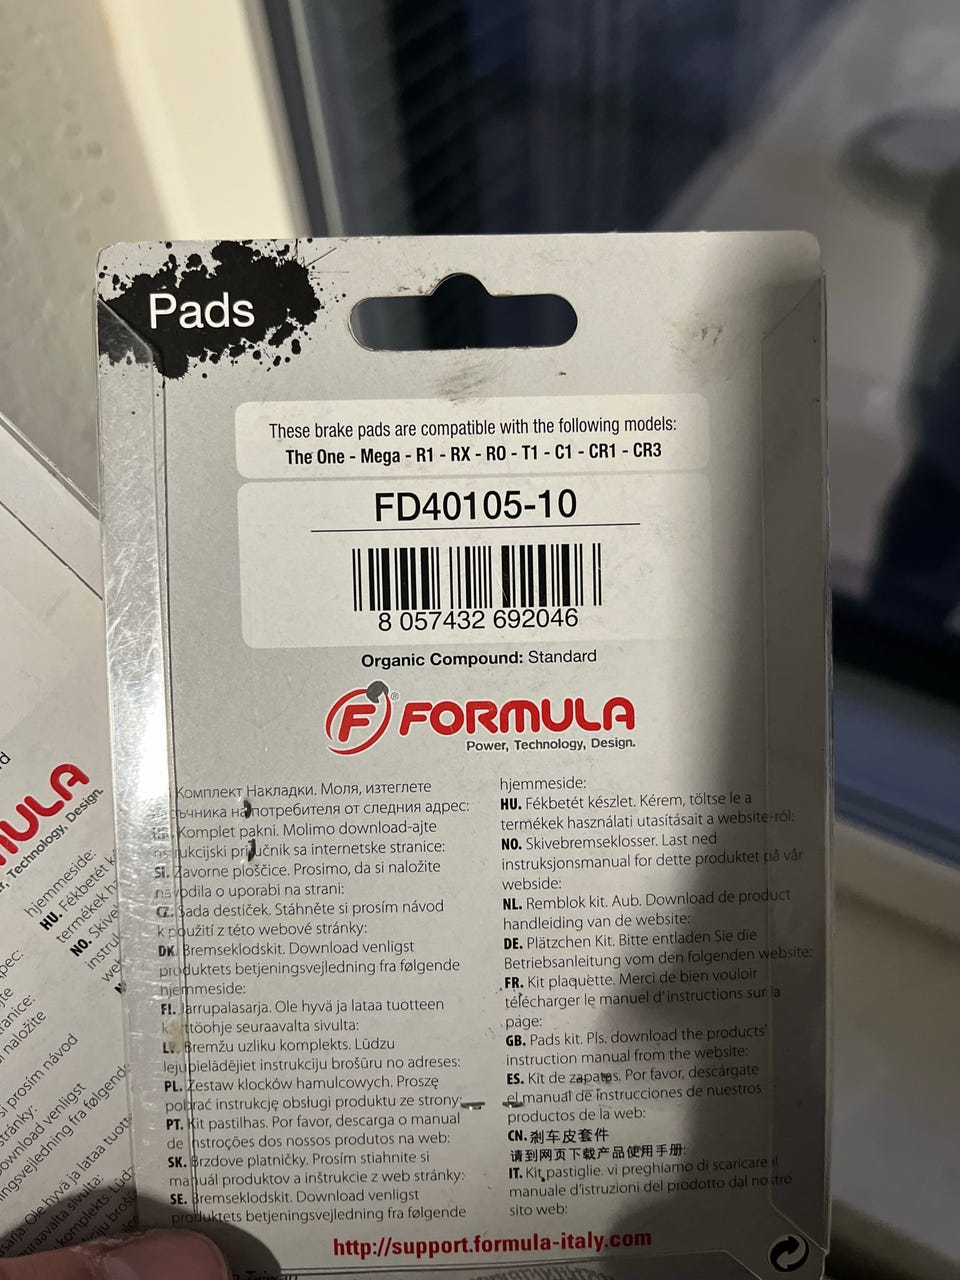 Pads
These brake pads are compatible with the following models:
The One - Mega - R1 - RX - RO - T1 - C1 - CR1 - CR3
FD40105-10
8 057432 692046
Organic Compound: Standard
F ®
FORMULA
Power, Technology, Design.
Комплект Накладки. Моля, изтеглете
потребителя от следния адрес:
Komplet pakni. Molimo download-ajte
sa internetske stranice:
SI. Zavorne ploščice. Prosimo, da si naložite
navodila o uporabi na strani:
CZ. Sada destiček. Stáhněte si prosím návod
k použití z této webové stránky:
DK. Bremseklodskit. Download venligst
produktets betjeningsvejledning fra følgende
hjemmeside:
FI. Jarrupalasarja. Ole hyvä ja lataa tuotteen
käyttöohje seuraavalta sivulta:
LV. Bremžu uzliku komplekts. Lūdzu
lejupielādējiet instrukciju brošūru no adreses:
PL. Zestaw klocków hamulcowych. Proszę
pobrać instrukcję obsługi produktu ze strony:
PT. Kit pastilhas. Por favor, descarga o manual
de instroções dos nossos produtos na web:
SK. Brzdove platničky. Prosím stiahnite si
manuál produktov a inštrukcie z web stránky:
SE. Bremseklodskit. Download venligst
produktets betjeningsvejledning fra følgende
hjemmeside:
HU. Fékbetét készlet. Kérem, töltse le a
termékek használati utasításait a website-ról:
NO. Skivebremseklosser. Last ned
instruksjonsmanual for dette produktet på vår
webside:
NL. Remblok kit. Aub. Download de product
handleiding van de website:
DE. Plätzchen Kit. Bitte entladen Sie die
Betriebsanleitung vom den folgenden website:
FR. Kit plaquette. Merci de bien vouloir
télécharger le manuel d'instructions sur la
page:
GB. Pads kit. Pls. download the products'
instruction manual from the website:
ES. Kit de zapatas. Por favor, descárgate
el manual de instrucciones de nuestros
productos de la web:
CN. 刹车皮套件
请到网页下载产品使用手册:
IT. Kit pastiglie. vi preghiamo di scaricare il
manuale d'istruzioni del prodotto dal nostro
sito web:
http://support.formula-italy.com
MULA
Technology, Design.
hjemmeside:
HU. Fékbetét
termékek
NO.